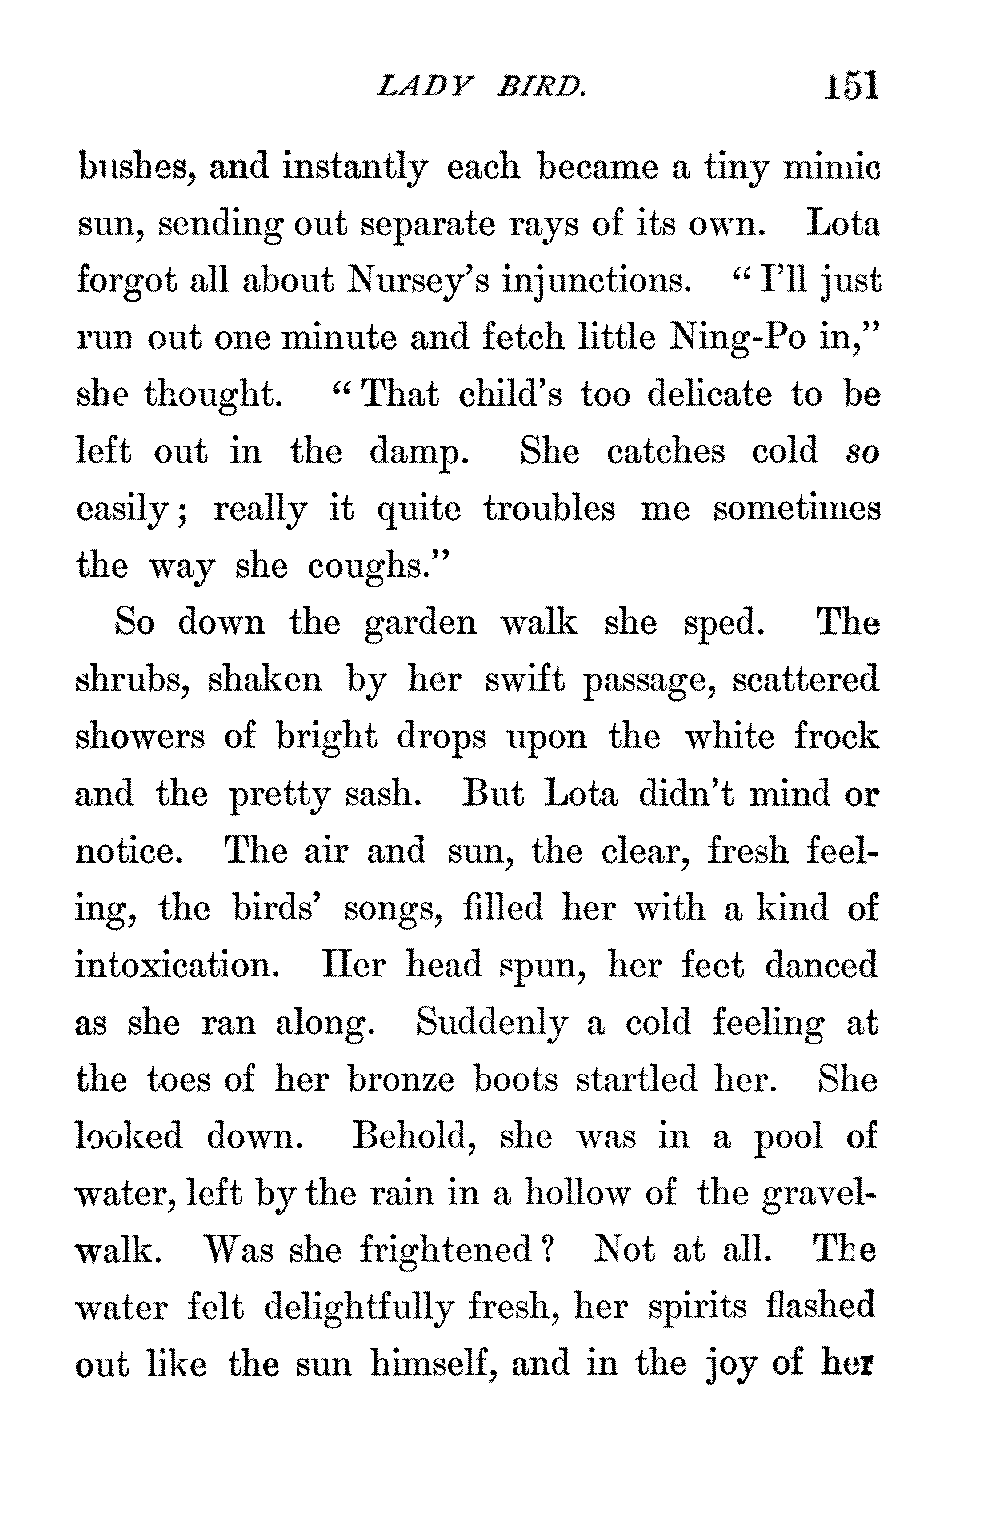 LADY BIRD. 151
bushes, and instantly each became a tiny mimic
sun, sending out separate rays of its own. Lota
forgot all about Nursey's injunctions. "I'll just
run out one minute and fetch little Ning-Po in,"
she thought. "That child's too delicate to be
left out in the damp. She catches cold so
easily; really it quite troubles me sometimes
the way she coughs."
So down the garden walk she sped. The
shrubs, shaken by her swift passage, scattered
showers of bright drops upon the white frock
and the pretty sash. But Lota didn't mind or
notice. The air and sun, the clear, fresh feel-
ing, the birds' songs, filled her with a kind of
intoxication. Her head spun, her feet danced
as she ran along. Suddenly a cold feeling at
the toes of her bronze boots startled her. She
looked down. Behold, she was in a pool of
water, left by the rain in a hollow of the gravel-
walk. Was she frightened? Not at all. The
water felt delightfully fresh, her spirits flashed
out like the sun himself, and in the joy of her